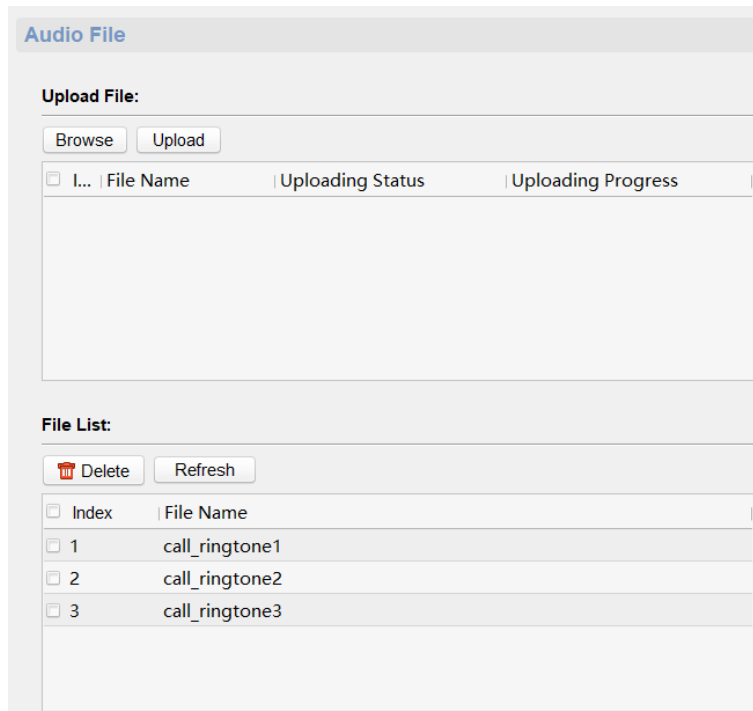 Audio File
Upload File:
Browse Upload
I... File Name Uploading Status Uploading Progress
File List:
Delete Refresh
Index File Name
1 call_ringtone1
2 call_ringtone2
3 call_ringtone3